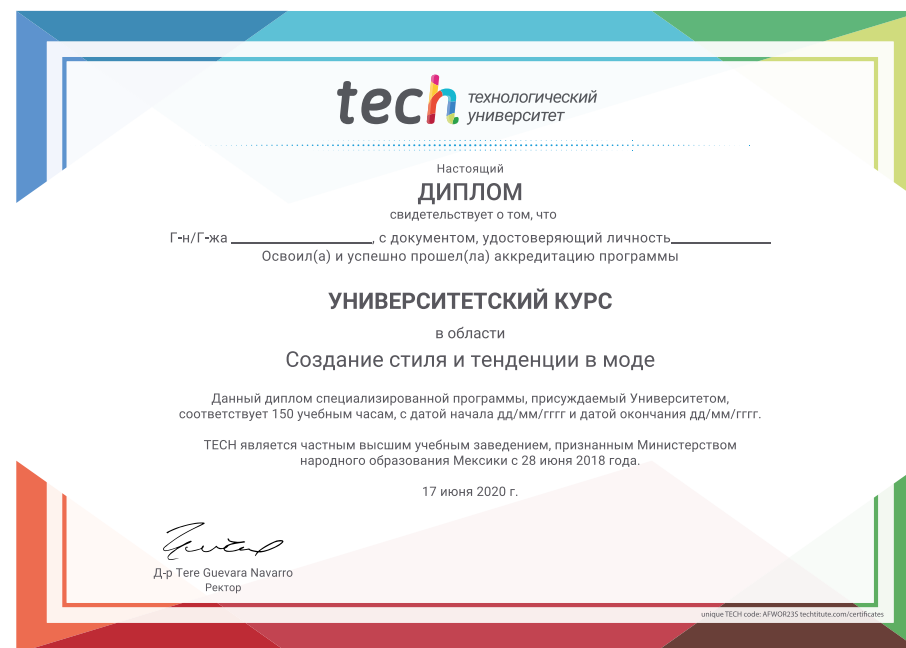 tech технологический
университет
Настоящий
ДИПЛОМ
свидетельствует о том, что
Г-н/Г-жа ____________________, с документом, удостоверяющий личность______________
Освоил(а) и успешно прошел(ла) аккредитацию программы
УНИВЕРСИТЕТСКИЙ КУРС
в области
Создание стиля и тенденции в моде
Данный диплом специализированной программы, присуждаемый Университетом,
соответствует 150 учебным часам, с датой начала дд/мм/гггг и датой окончания дд/мм/гггг.
TECH является частным высшим учебным заведением, признанным Министерством
народного образования Мексики с 28 июня 2018 года.
17 июня 2020 г.
Д-р Tere Guevara Navarro
Ректор
unique TECH code: AFWOR23S techtitute.com/certificates